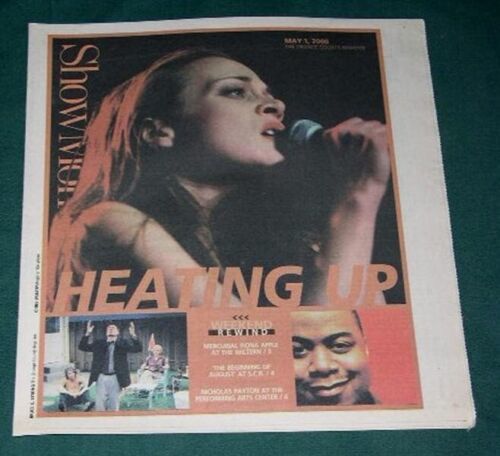 MAY 1, 2000
THE ORANGE COUNTY REGISTER
Show
HEATING UP
<<<
WEEKEND
REWIND
MERCURIAL FIONA APPLE
AT THE WILTERN / 3
'THE BEGINNING OF
AUGUST' AT S.C.R. / 4
NICHOLAS PAYTON AT THE
PERFORMING ARTS CENTER / 4